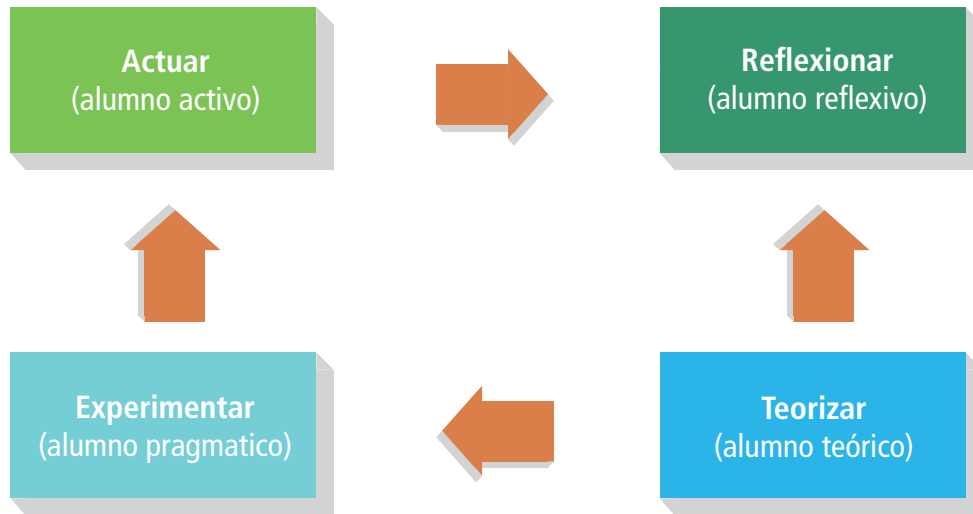 Actuar
(alumno activo)
Reflexionar
(alumno reflexivo)
Experimentar
(alumno pragmatico)
Teorizar
(alumno teórico)